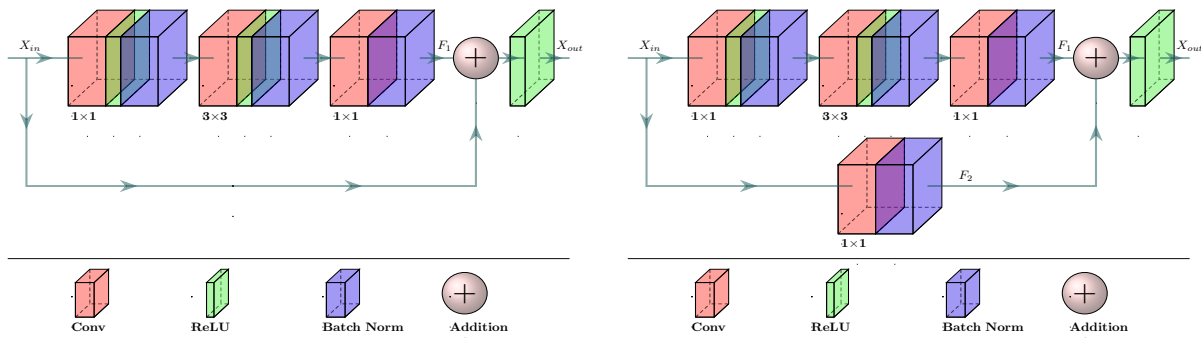 X_in F_1 X_out
1×1 3×3 1×1
Conv ReLU Batch Norm Addition
X_in F_1 X_out
1×1 3×3 1×1
F_2
1×1
Conv ReLU Batch Norm Addition